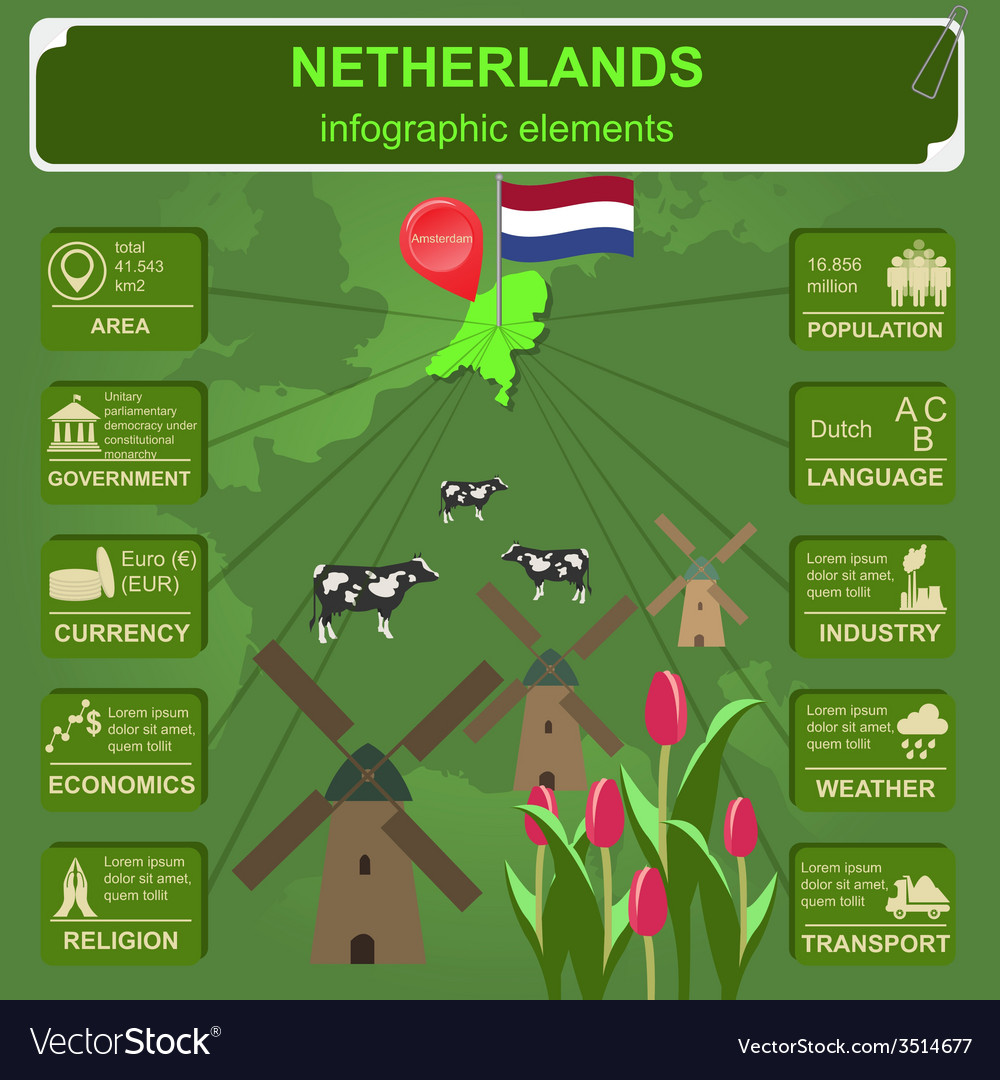 NETHERLANDS
infographic elements
Amsterdam
total
41.543
km2
AREA
Unitary
parliamentary
democracy under
constitutional
monarchy
GOVERNMENT
Euro (€)
(EUR)
CURRENCY
Lorem ipsum
dolor sit amet,
quem tollit
$
ECONOMICS
Lorem ipsum
dolor sit amet,
quem tollit
RELIGION
16.856
million
POPULATION
Dutch
A C
B
LANGUAGE
Lorem ipsum
dolor sit amet,
quem tollit
INDUSTRY
Lorem ipsum
dolor sit amet,
quem tollit
WEATHER
Lorem ipsum
dolor sit amet,
quem tollit
TRANSPORT
VectorStock®
VectorStock.com/3514677